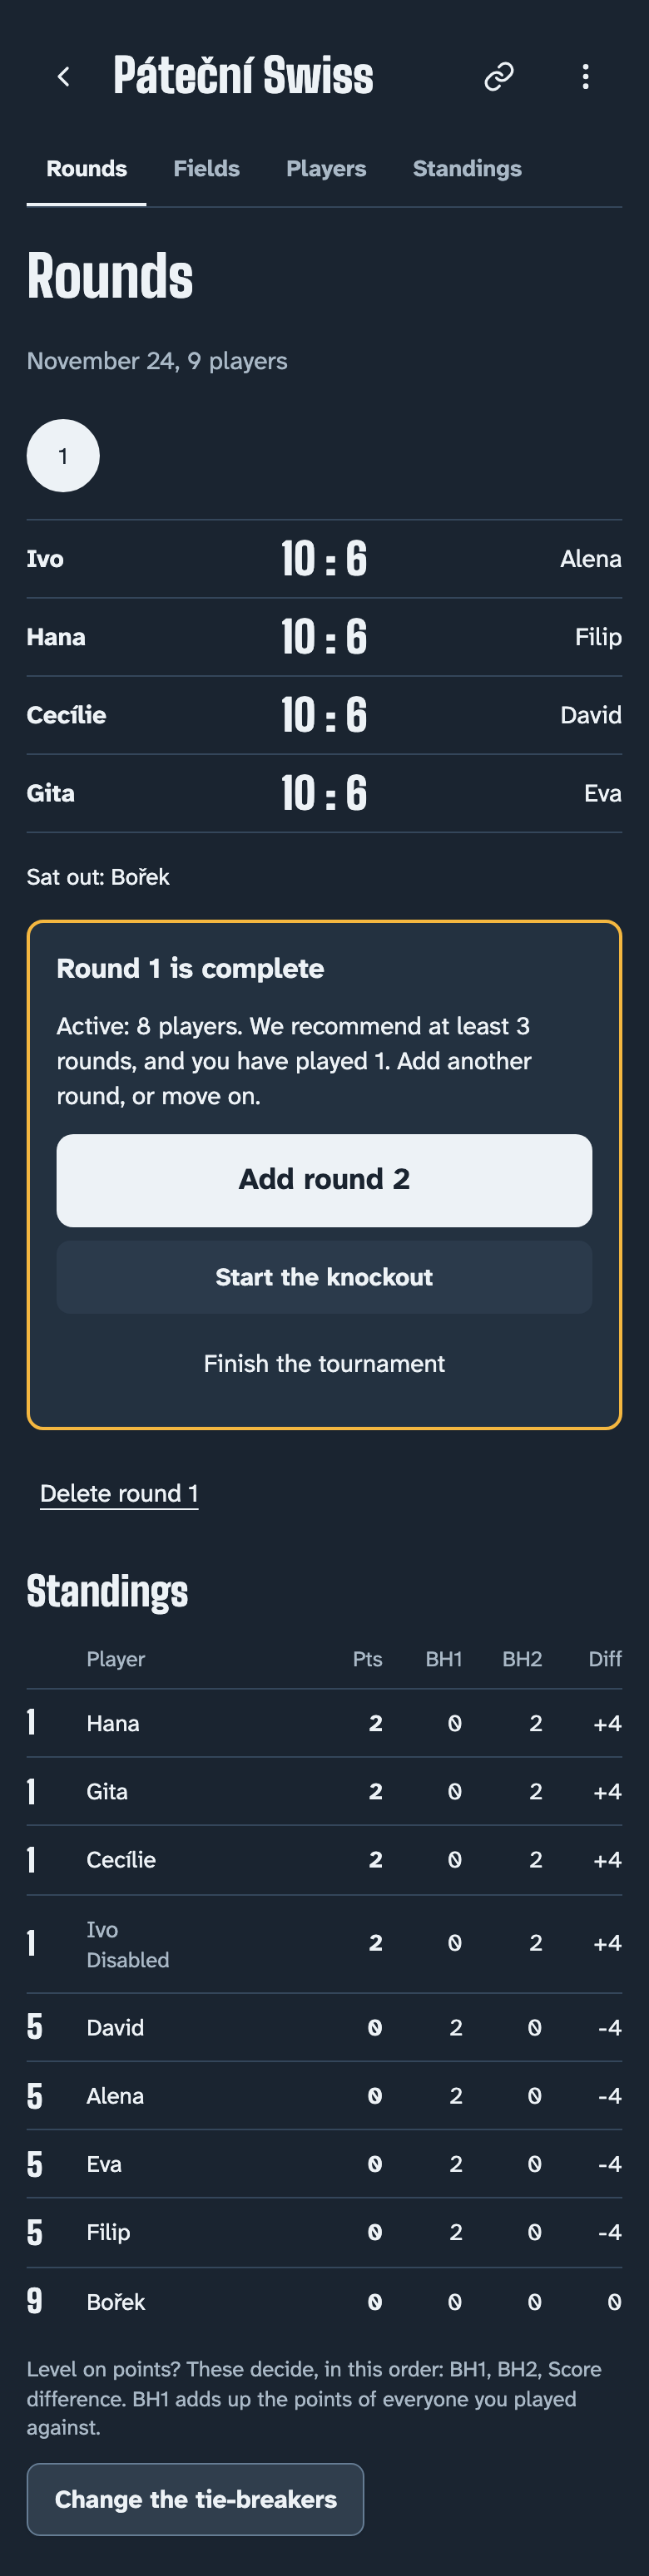 Páteční Swiss
Rounds Fields Players Standings
Rounds
November 24, 9 players
1
Ivo 10 : 6 Alena
Hana 10 : 6 Filip
Cecílie 10 : 6 David
Gita 10 : 6 Eva
Sat out: Bořek
Round 1 is complete
Active: 8 players. We recommend at least 3
rounds, and you have played 1. Add another
round, or move on.
Add round 2
Start the knockout
Finish the tournament
Delete round 1
Standings
Player Pts BH1 BH2 Diff
1 Hana 2 0 2 +4
1 Gita 2 0 2 +4
1 Cecílie 2 0 2 +4
1 Ivo Disabled 2 0 2 +4
5 David 0 2 0 -4
5 Alena 0 2 0 -4
5 Eva 0 2 0 -4
5 Filip 0 2 0 -4
9 Bořek 0 0 0 0
Level on points? These decide, in this order: BH1, BH2, Score
difference. BH1 adds up the points of everyone you played
against.
Change the tie-breakers